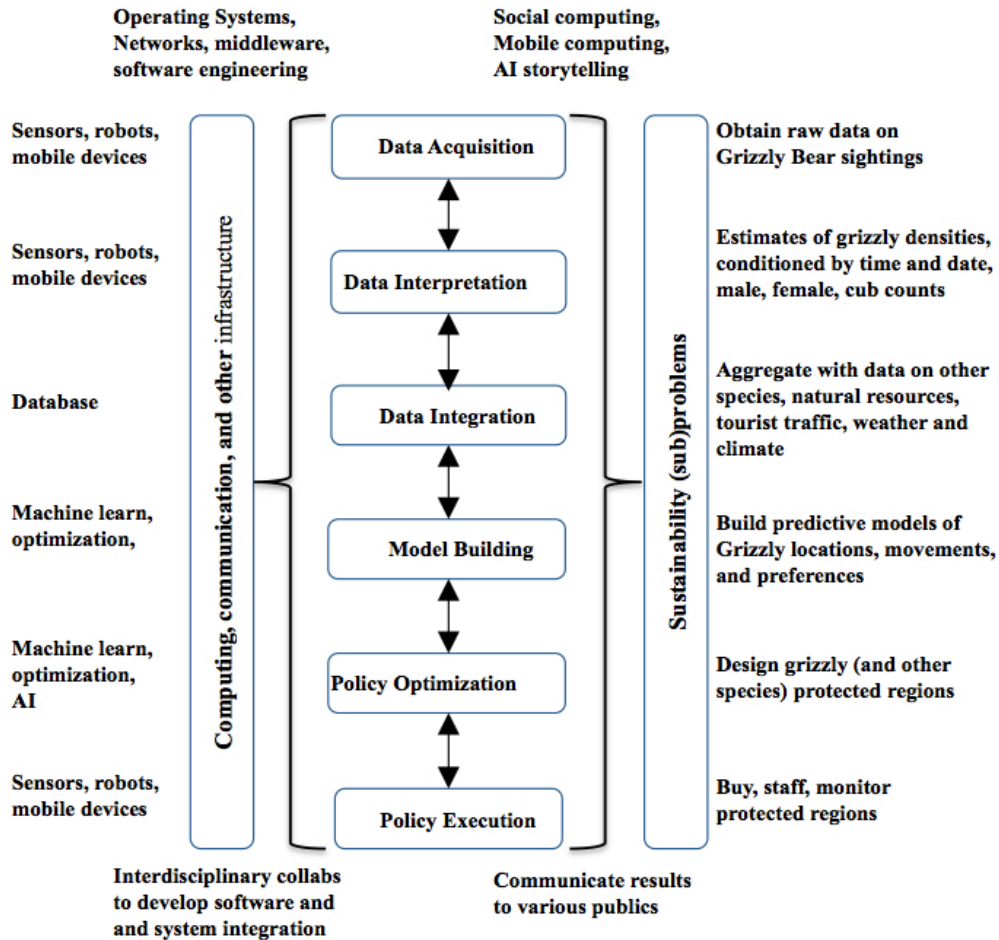 Operating Systems,
Networks, middleware,
software engineering
Social computing,
Mobile computing,
AI storytelling
Sensors, robots,
mobile devices
Sensors, robots,
mobile devices
Database
Machine learn,
optimization,
Machine learn,
optimization,
AI
Sensors, robots,
mobile devices
Computing, communication, and other infrastructure
Data Acquisition
Data Interpretation
Data Integration
Model Building
Policy Optimization
Policy Execution
Sustainability (sub)problems
Obtain raw data on
Grizzly Bear sightings
Estimates of grizzly densities,
conditioned by time and date,
male, female, cub counts
Aggregate with data on other
species, natural resources,
tourist traffic, weather and
climate
Build predictive models of
Grizzly locations, movements,
and preferences
Design grizzly (and other
species) protected regions
Buy, staff, monitor
protected regions
Interdisciplinary collabs
to develop software and
and system integration
Communicate results
to various publics